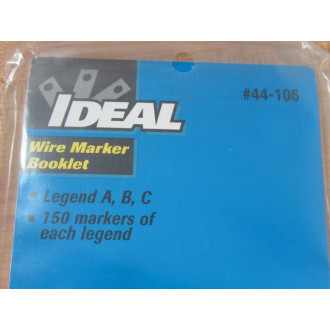 #44-106
IDEAL
Wire Marker
Booklet
Legend A, B, C
150 markers of
each legend